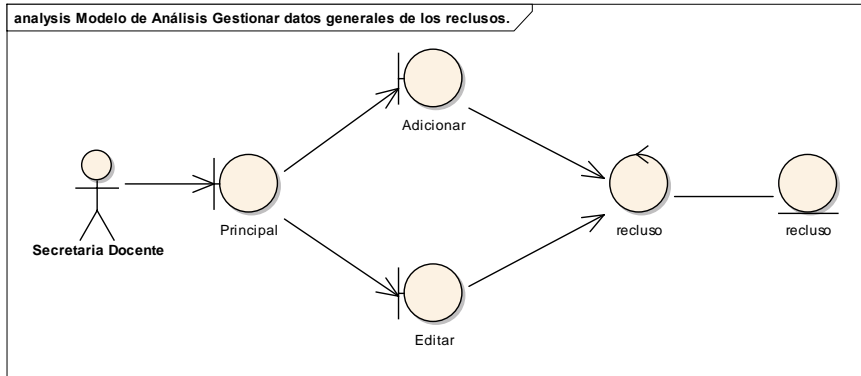 analysis Modelo de Análisis Gestionar datos generales de los reclusos.
Adicionar
Secretaria Docente
Principal
recluso
recluso
Editar